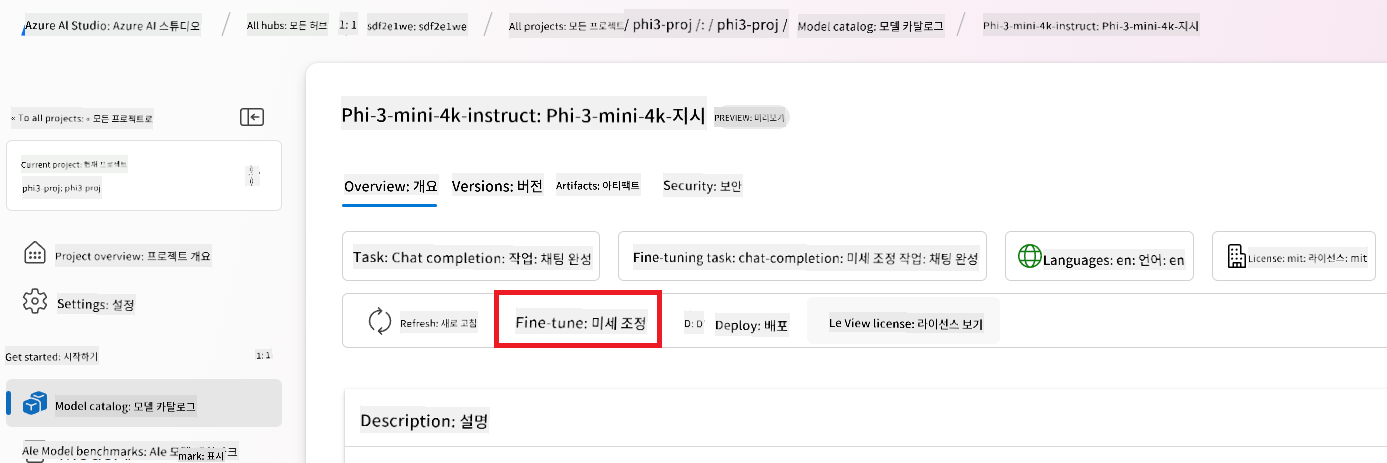 Azure AI Studio: Azure AI 스튜디오 / All hubs: 모든 허브 1: 1 sdf2e1we: sdf2e1we / All projects: 모든 프로젝트/ phi3-proj /: / phi3-proj / Model catalog: 모델 카탈로그 / Phi-3-mini-4k-instruct: Phi-3-mini-4k-지시
« To all projects: « 모든 프로젝트로
Current project: 현재 프로젝트
phi3-proj: phi3 proj
Project overview: 프로젝트 개요
Settings: 설정
Get started: 시작하기 1: 1
Model catalog: 모델 카탈로그
Ale Model benchmarks: Ale
mark: 표시
Phi-3-mini-4k-instruct: Phi-3-mini-4k-지시 PREVIEW: 미리보기
Overview: 개요 Versions: 버전 Artifacts: 아티팩트 Security: 보안
Task: Chat completion: 작업: 채팅 완성 Fine-tuning task: chat-completion: 미세 조정 작업: 채팅 완성 Languages: en: 언어: en License: mit: 라이선스: mit
Refresh: 새로 고침 Fine-tune: 미세 조정 D: D Deploy: 배포 Le View license: 라이선스 보기
Description: 설명